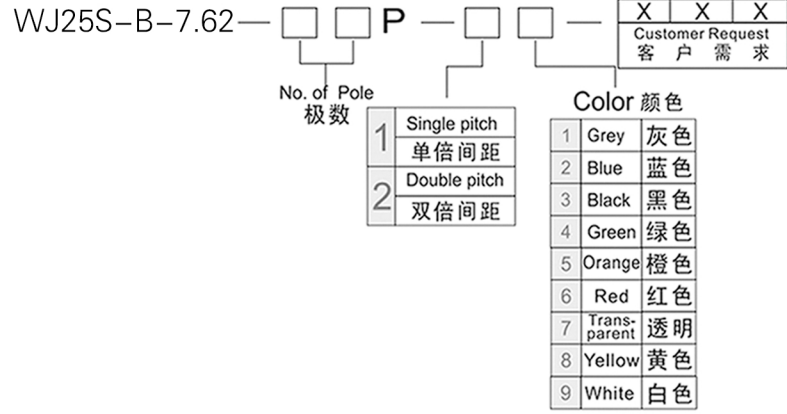 WJ25S-B-7.62 — □ □ P — □ □ —
X X X
Customer Request
客户需求
No. of Pole
极数
Color 颜色
1 Single pitch
单倍间距
2 Double pitch
双倍间距
1 Grey 灰色
2 Blue 蓝色
3 Black 黑色
4 Green 绿色
5 Orange 橙色
6 Red 红色
7 Trans-
parent 透明
8 Yellow 黄色
9 White 白色